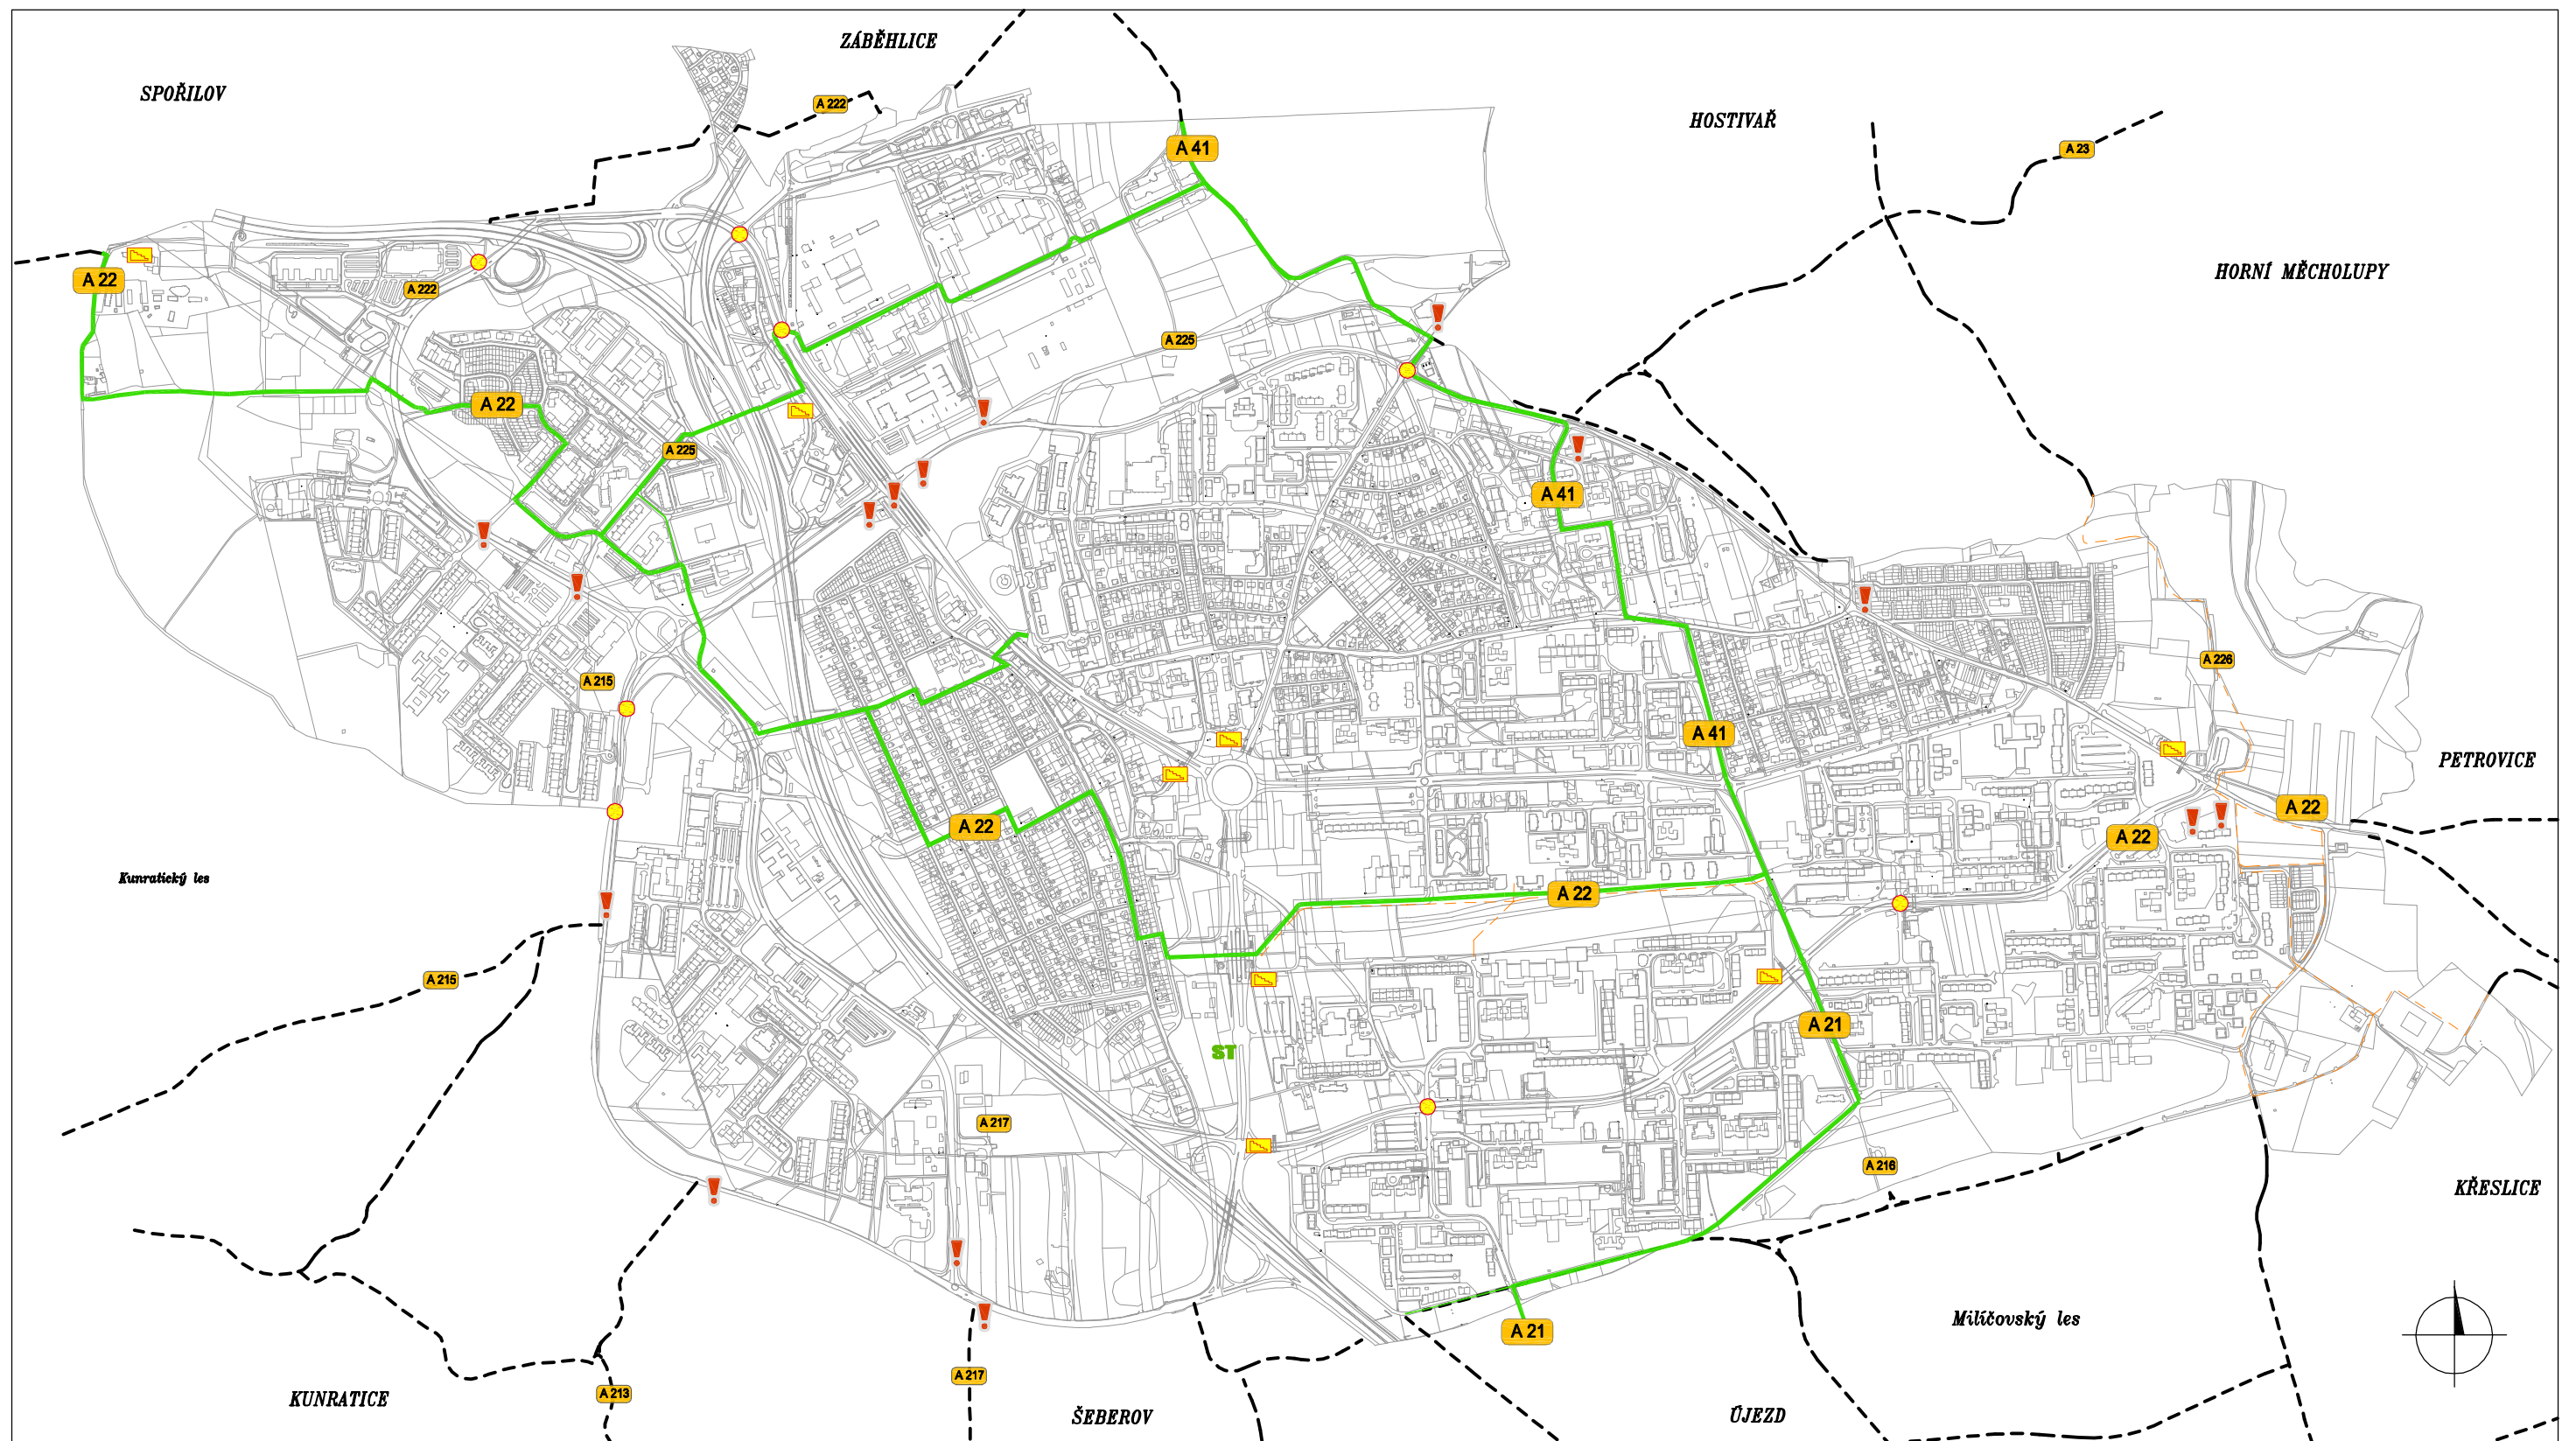 ZÁBĚHLICE
SPOŘILOV
A 222
HOSTIVAŘ
A 41
A 23
HORNÍ MĚCHOLUPY
A 22
A 222
A 225
A 22
A 225
A 41
A 226
A 215
A 41
PETROVICE
A 22
A 22
A 22
Kunratický les
A 22
A 215
A 21
ST
A 217
A 216
KŘESLICE
Milíčovský les
A 21
A 217
A 213
KUNRATICE
ŠEBEROV
ÚJEZD